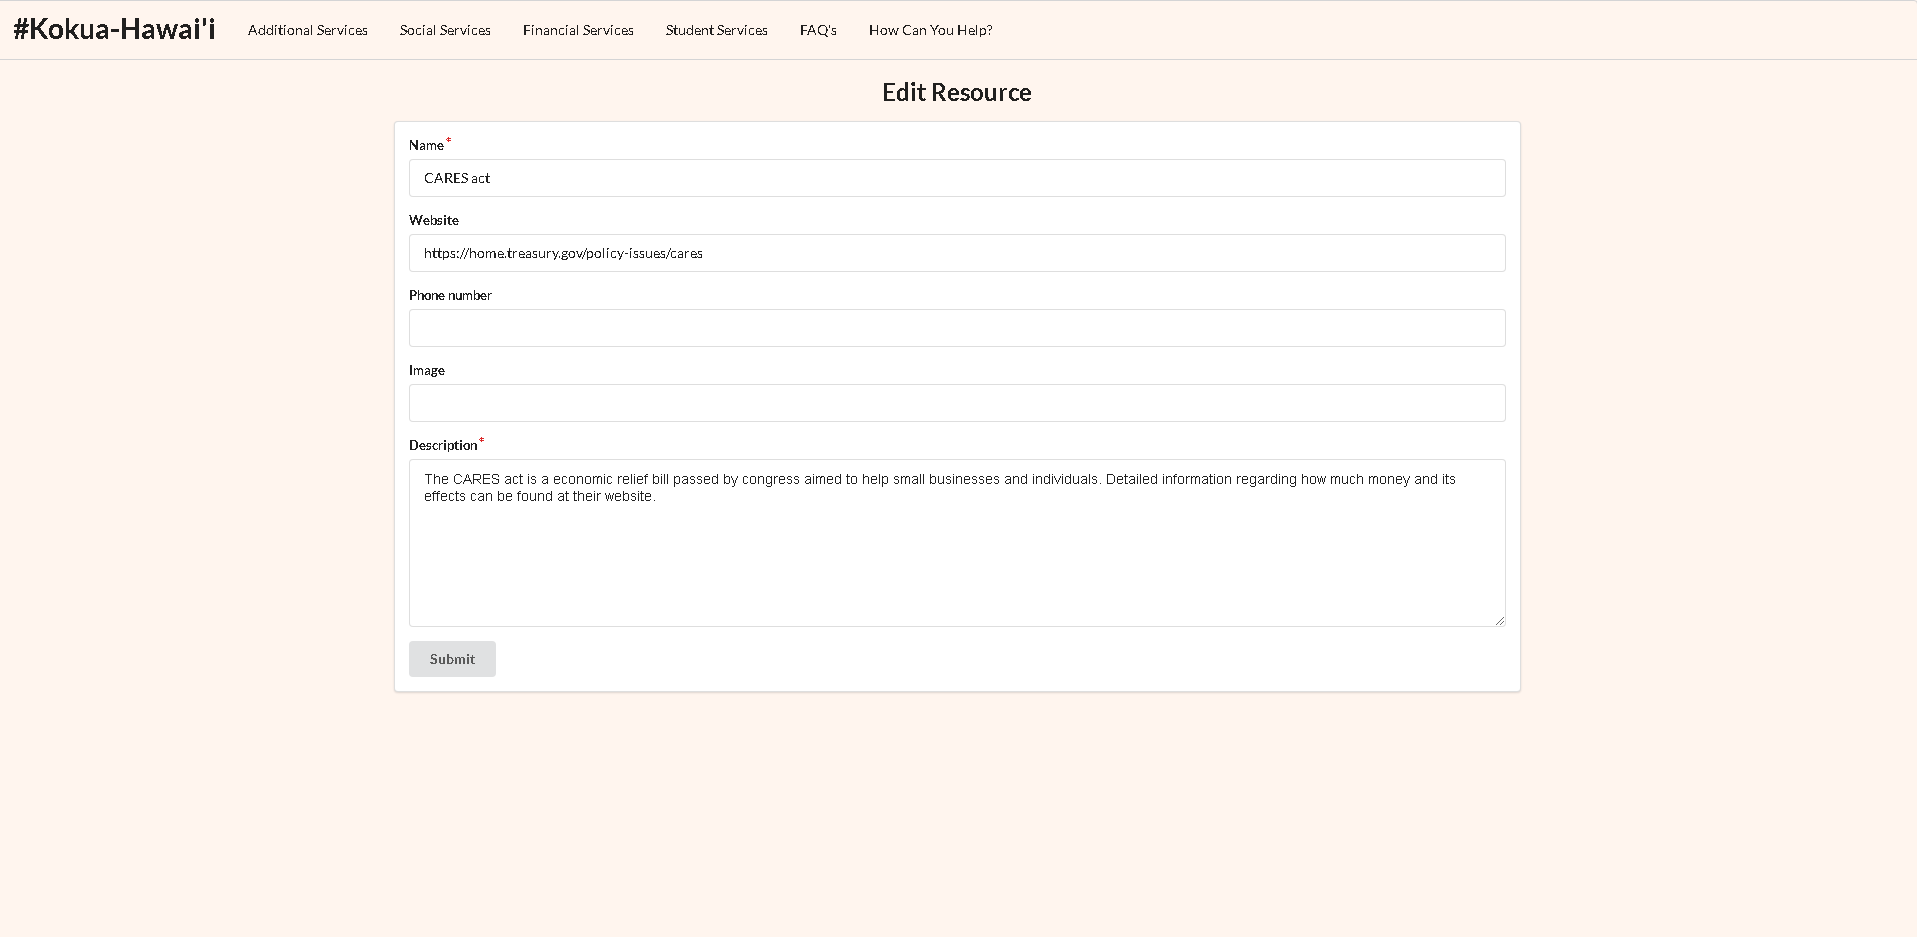 #Kokua-Hawai'i Additional Services Social Services Financial Services Student Services FAQ's How Can You Help?
Edit Resource
Name*
CARES act
Website
https://home.treasury.gov/policy-issues/cares
Phone number
Image
Description*
The CARES act is a economic relief bill passed by congress aimed to help small businesses and individuals. Detailed information regarding how much money and its
effects can be found at their website.
Submit